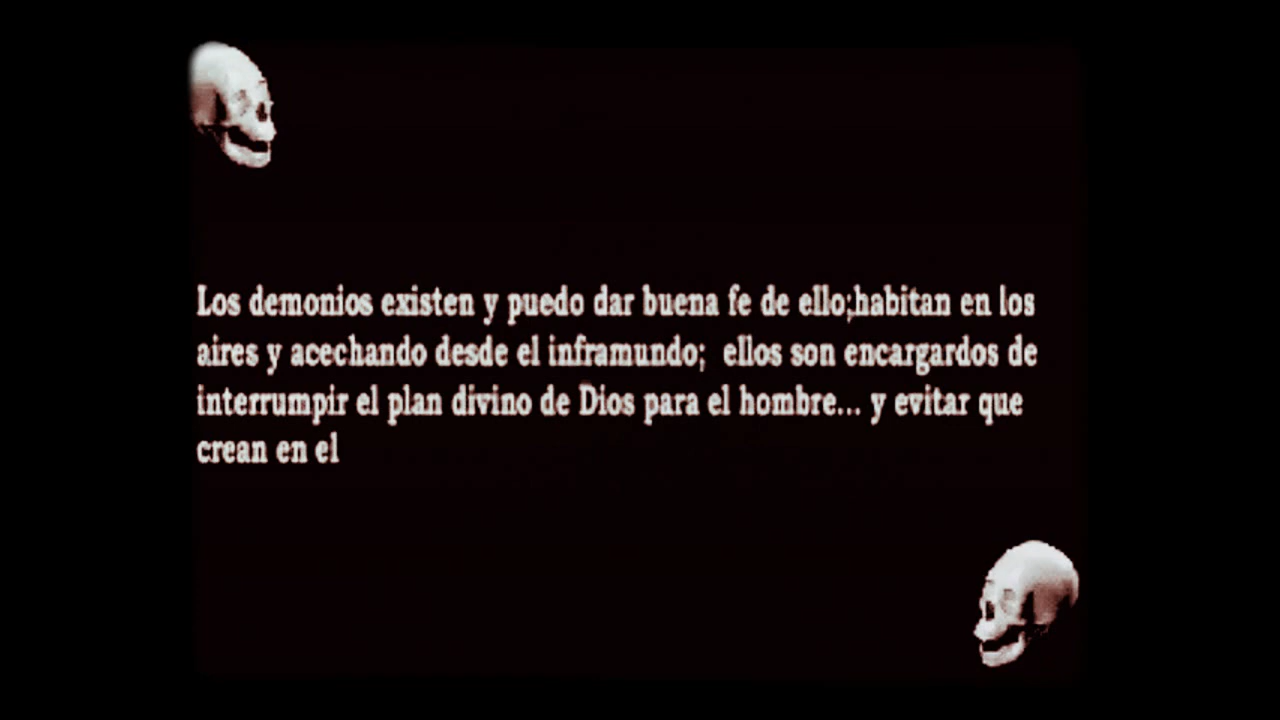 Los demonios existen y puedo dar buena fe de ello;habitan en los
aires y acechando desde el inframundo;  ellos son encargardos de
interrumpir el plan divino de Dios para el hombre... y evitar que
crean en el